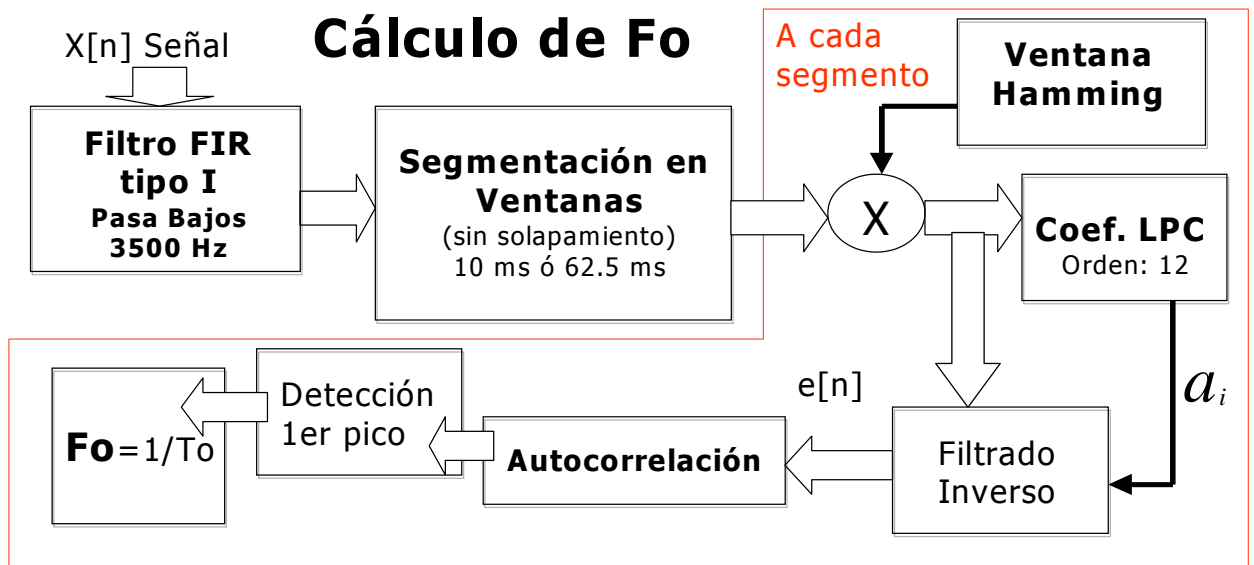 Cálculo de Fo
X[n] Señal
A cada
segmento
Ventana
Hamming
Filtro FIR
tipo I
Pasa Bajos
3500 Hz
Segmentación en
Ventanas
(sin solapamiento)
10 ms ó 62.5 ms
X
Coef. LPC
Orden: 12
a i
e[n]
Filtrado
Inverso
Autocorrelación
Detección
1er pico
Fo=1/To